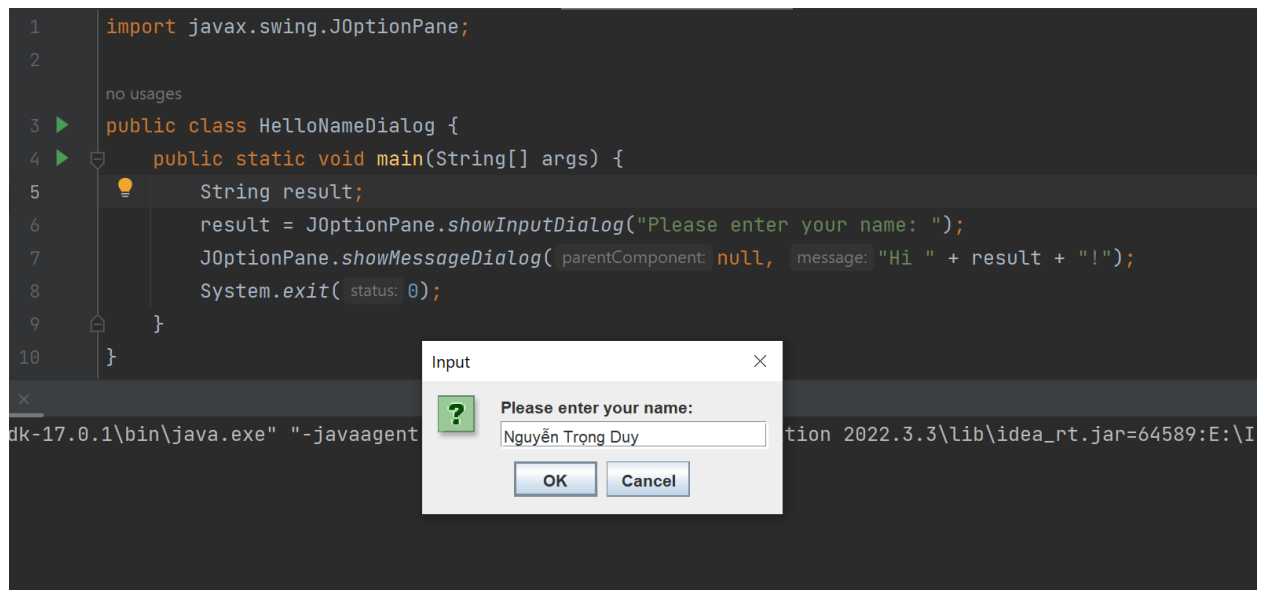 1 import javax.swing.JOptionPane;
2
no usages
3 public class HelloNameDialog {
4 public static void main(String[] args) {
5 String result;
6 result = JOptionPane.showInputDialog("Please enter your name: ");
7 JOptionPane.showMessageDialog( parentComponent: null, message: "Hi " + result + "!");
8 System.exit( status: 0);
9 }
10 }
Input
Please enter your name:
Nguyễn Trọng Duy
OK Cancel
dk-17.0.1\bin\java.exe" "-javaagent tion 2022.3.3\lib\idea_rt.jar=64589:E:\I